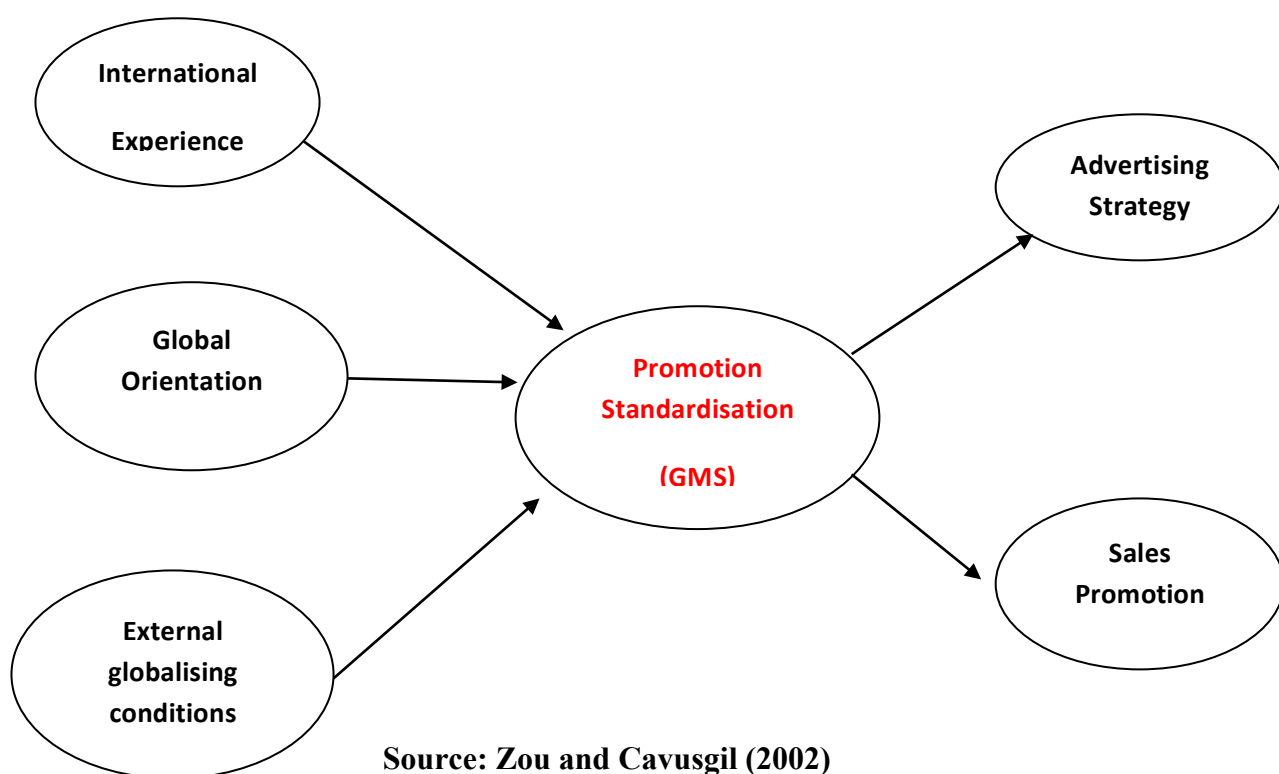 International
Experience
Global
Orientation
External
globalising
conditions
Promotion
Standardisation
(GMS)
Advertising
Strategy
Sales
Promotion
Source: Zou and Cavusgil (2002)